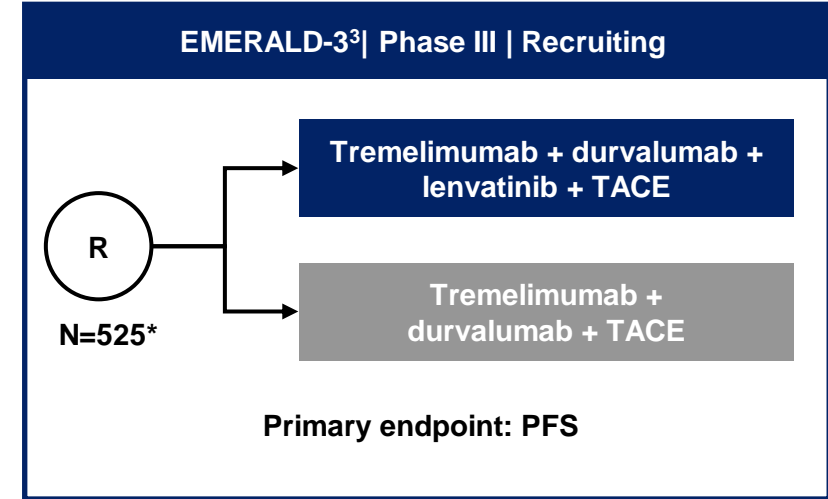 EMERALD-3³| Phase III | Recruiting
Tremelimumab + durvalumab +
lenvatinib + TACE
R
N=525*
Tremelimumab +
durvalumab + TACE
Primary endpoint: PFS